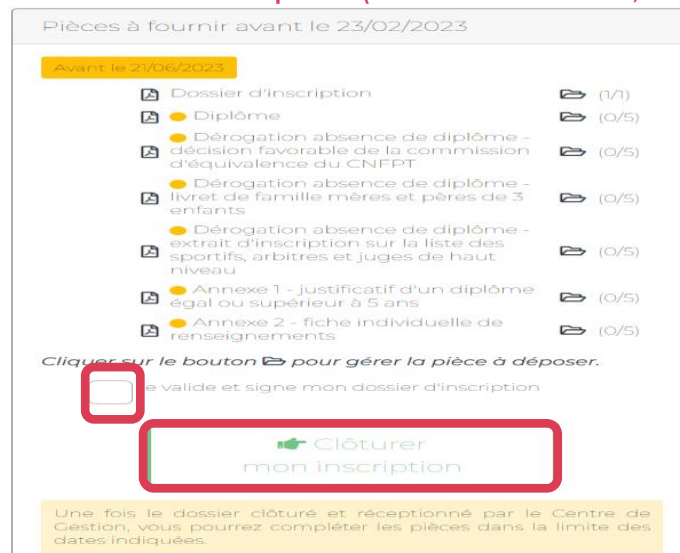 Pièces à fournir avant le 23/02/2023
Avant le 21/06/2023
Dossier d'inscription (1/1)
Diplôme (0/5)
Dérogation absence de diplôme -
décision favorable de la commission (0/5)
d'équivalence du CNFPT
Dérogation absence de diplôme -
livret de famille mères et pères de 3 (0/5)
enfants
Dérogation absence de diplôme -
extrait d'inscription sur la liste des
sportifs, arbitres et juges de haut (0/5)
niveau
Annexe 1 - justificatif d'un diplôme
égal ou supérieur à 5 ans (0/5)
Annexe 2 - fiche individuelle de
renseignements (0/5)
Cliquer sur le bouton pour gérer la pièce à déposer.
e valide et signe mon dossier d'inscription
Clôturer
mon inscription
Une fois le dossier clôturé et réceptionné par le Centre de
Gestion, vous pourrez compléter les pièces dans la limite des
dates indiquées.